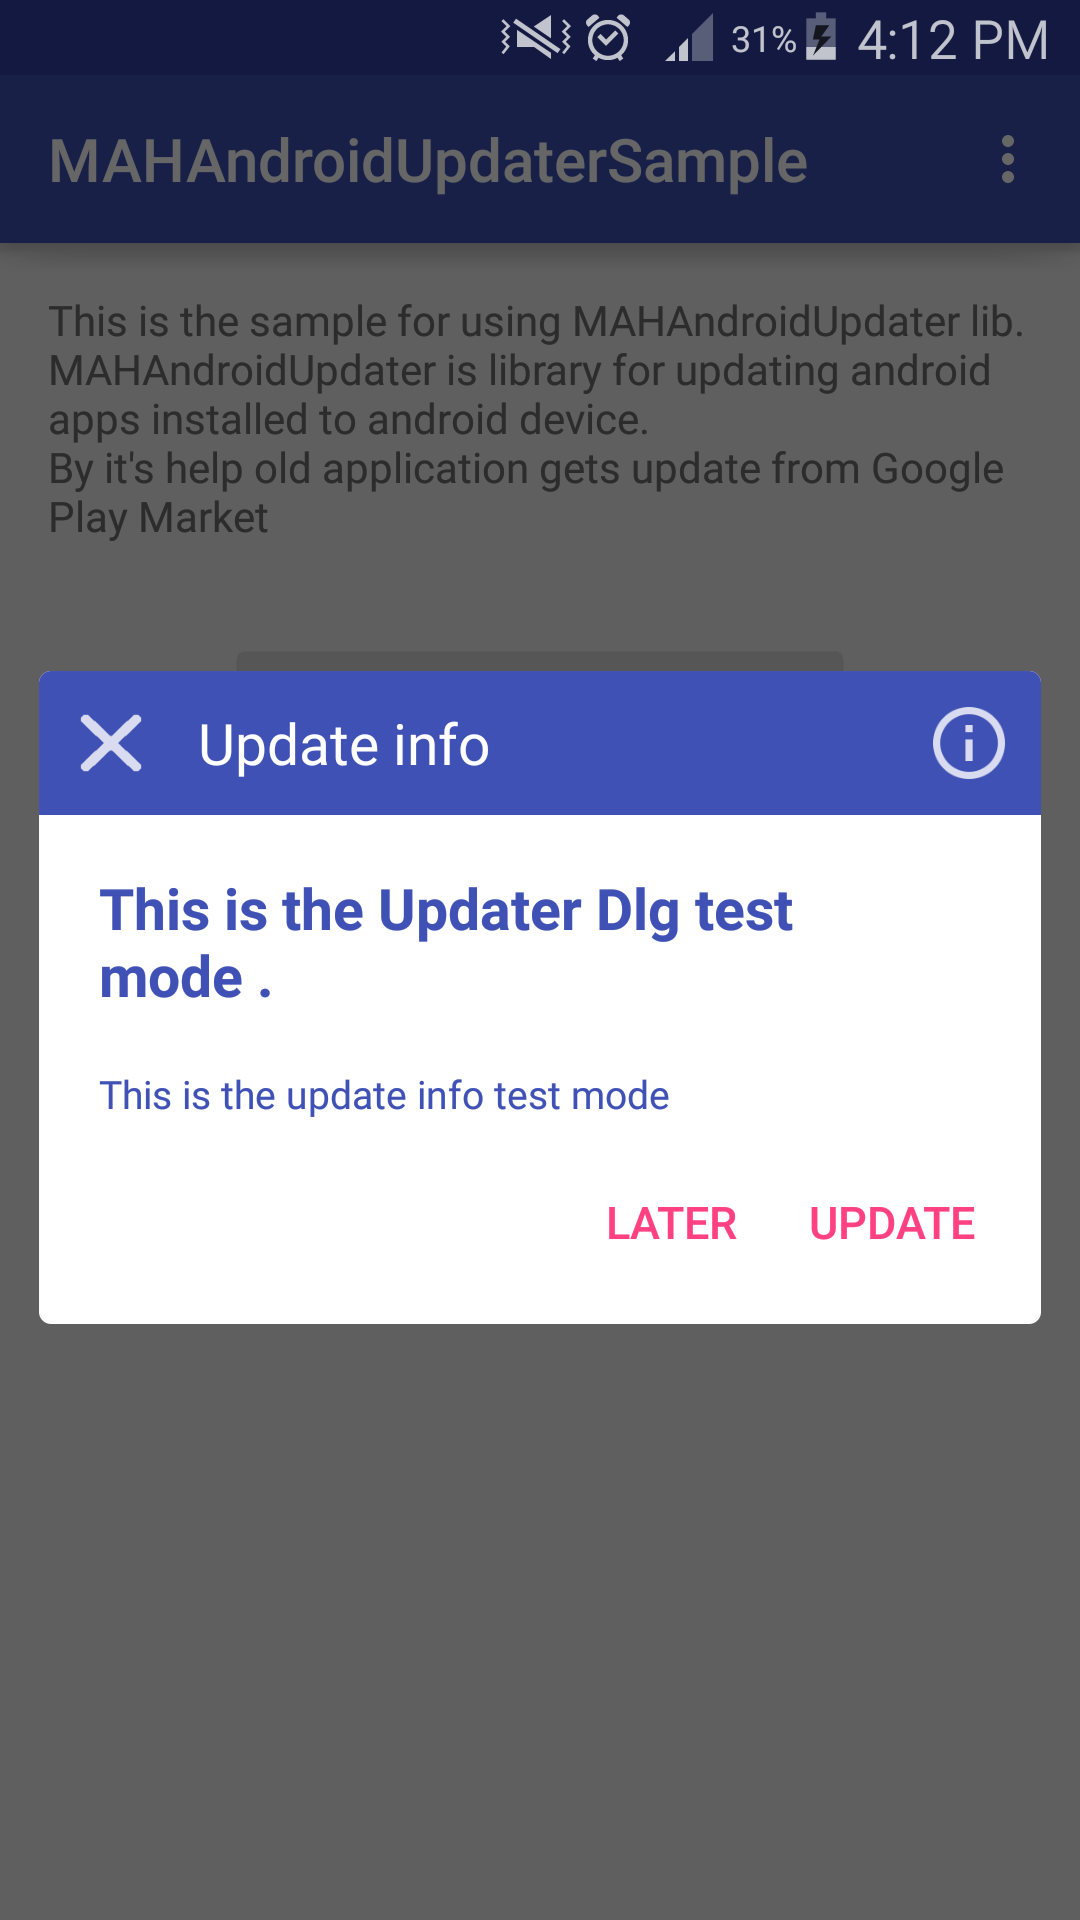 31% 4:12 PM
MAHAndroidUpdaterSample
This is the sample for using MAHAndroidUpdater lib.
MAHAndroidUpdater is library for updating android
apps installed to android device.
By it's help old application gets update from Google
Play Market
Update info
This is the Updater Dlg test
mode .
This is the update info test mode
LATER UPDATE